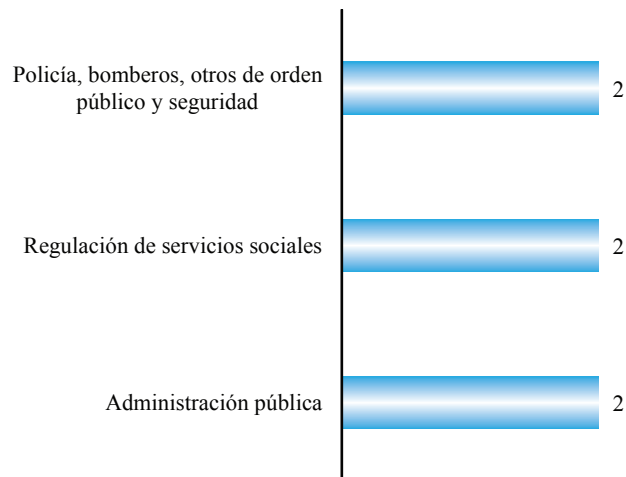 Policía, bomberos, otros de orden
público y seguridad
2
Regulación de servicios sociales
2
Administración pública
2